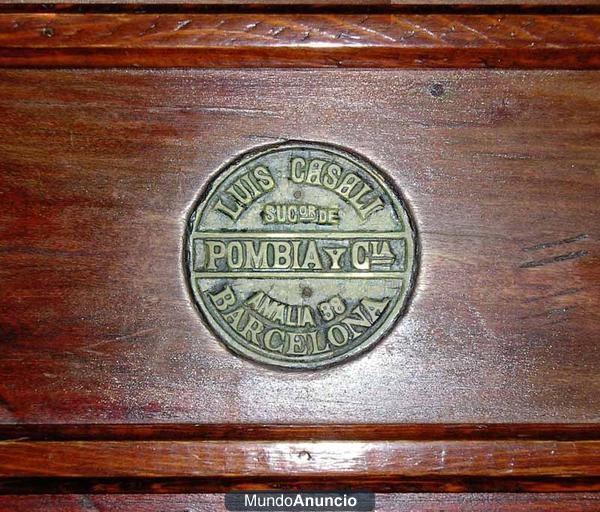 LUIS CASALI
SUCOR DE
POMBIA Y CIA
AMALIA 38
BARCELONA
MundoAnuncio